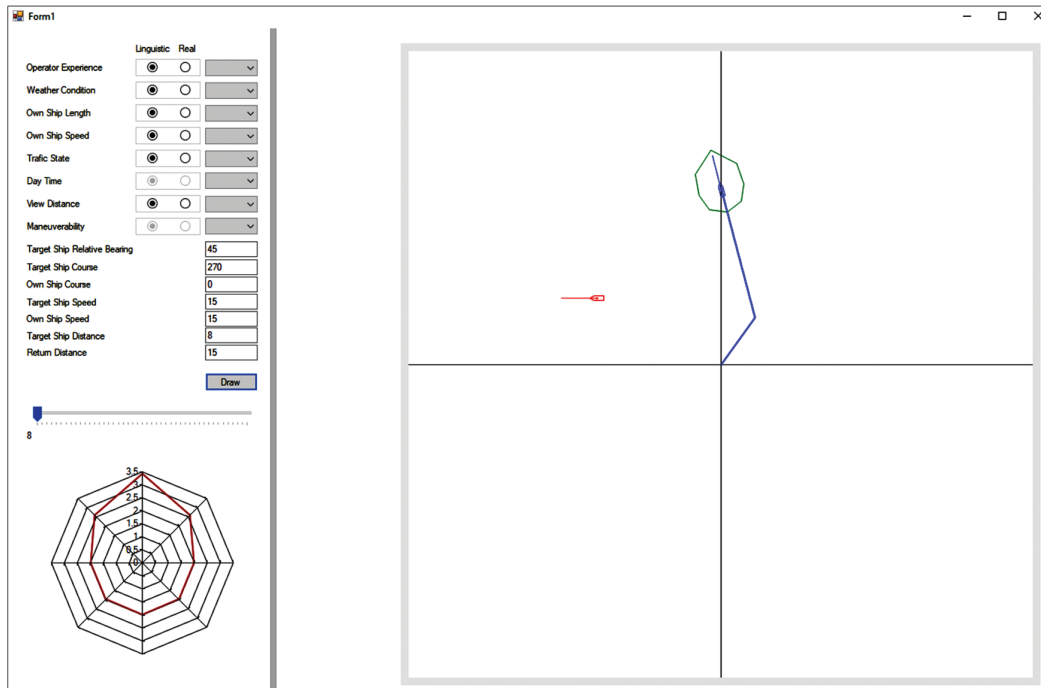 Form1
Linguistic Real
Operator Experience
Weather Condition
Own Ship Length
Own Ship Speed
Trafic State
Day Time
View Distance
Maneuverability
Target Ship Relative Bearing 45
Target Ship Course 270
Own Ship Course 0
Target Ship Speed 15
Own Ship Speed 15
Target Ship Distance 8
Return Distance 15
Draw
8
3.5
3
2.5
2
1.5
1
0.5
0